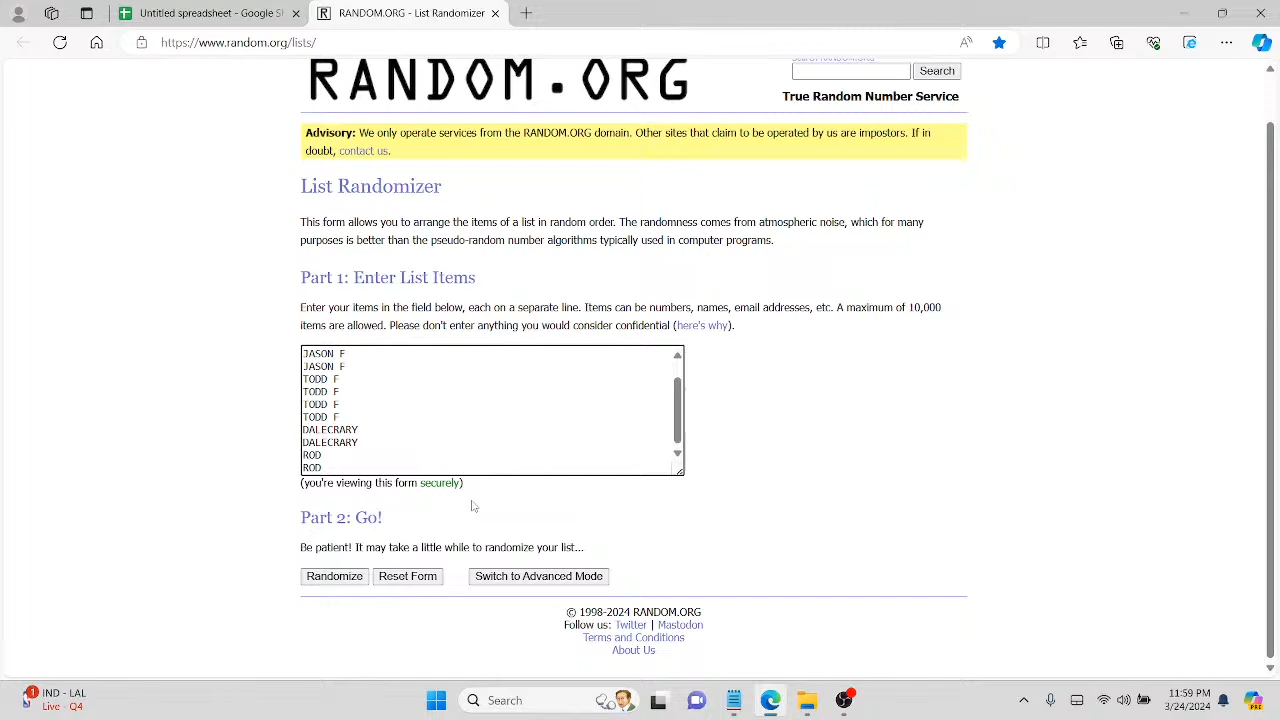 Untitled spreadsheet - Google S
RANDOM.ORG - List Randomizer
https://www.random.org/lists/
Search RANDOM.ORG
RANDOM.ORG
Search
True Random Number Service
Advisory: We only operate services from the RANDOM.ORG domain. Other sites that claim to be operated by us are impostors. If in
doubt, contact us.
List Randomizer
This form allows you to arrange the items of a list in random order. The randomness comes from atmospheric noise, which for many
purposes is better than the pseudo-random number algorithms typically used in computer programs.
Part 1: Enter List Items
Enter your items in the field below, each on a separate line. Items can be numbers, names, email addresses, etc. A maximum of 10,000
items are allowed. Please don't enter anything you would consider confidential (here's why).
JASON F
JASON F
TODD F
TODD F
TODD F
TODD F
DALECRARY
DALECRARY
ROD
ROD
(you're viewing this form securely)
Part 2: Go!
Be patient! It may take a little while to randomize your list...
Randomize Reset Form Switch to Advanced Mode
© 1998-2024 RANDOM.ORG
Follow us: Twitter | Mastodon
Terms and Conditions
About Us
1
IND - LAL
Live
Search
11:59 PM
3/24/2024
PRE